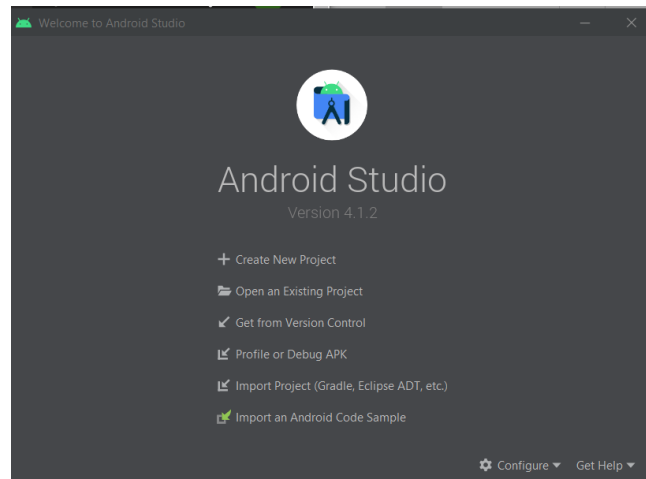 Welcome to Android Studio
Android Studio
Version 4.1.2
Create New Project
Open an Existing Project
Get from Version Control
Profile or Debug APK
Import Project (Gradle, Eclipse ADT, etc.)
Import an Android Code Sample
Configure Get Help